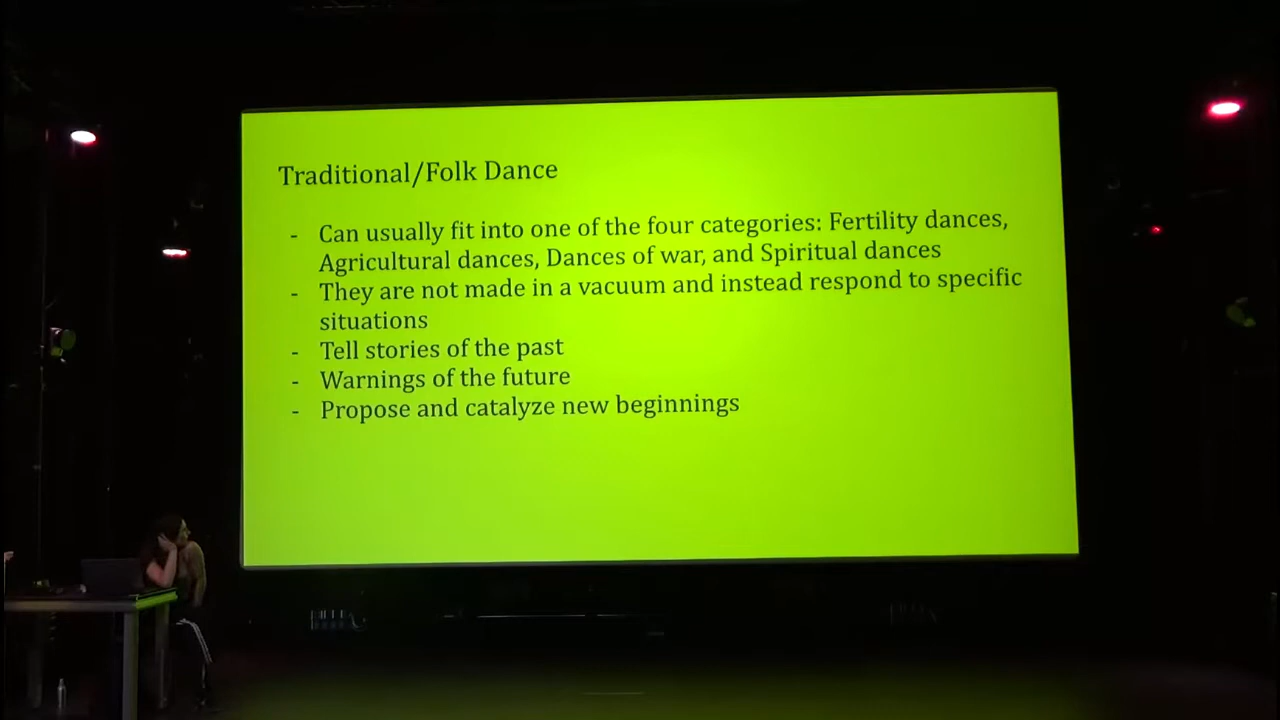 Traditional/Folk Dance
- Can usually fit into one of the four categories: Fertility dances,
Agricultural dances, Dances of war, and Spiritual dances
- They are not made in a vacuum and instead respond to specific
situations
- Tell stories of the past
- Warnings of the future
- Propose and catalyze new beginnings